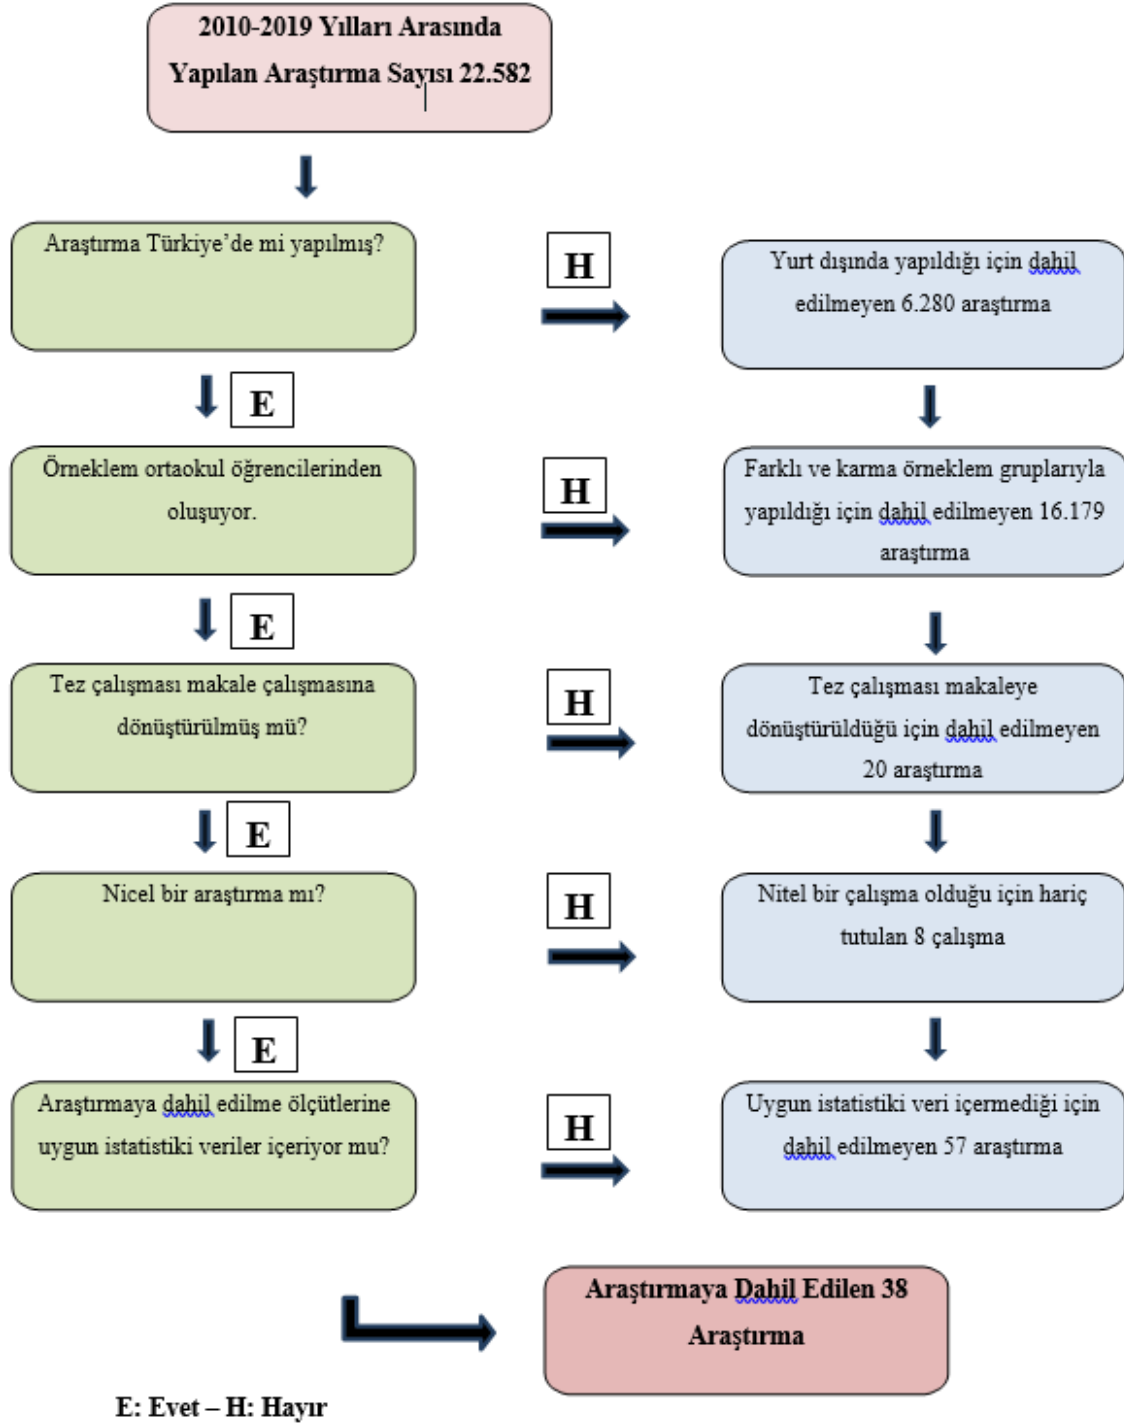 2010-2019 Yılları Arasında
Yapılan Araştırma Sayısı 22.582
Araştırma Türkiye’de mi yapılmış?
H
Yurt dışında yapıldığı için dahil
edilmeyen 6.280 araştırma
E
Örneklem ortaokul öğrencilerinden
oluşuyor.
H
Farklı ve karma örneklem gruplarıyla
yapıldığı için dahil edilmeyen 16.179
araştırma
E
Tez çalışması makale çalışmasına
dönüştürülmüş mü?
H
Tez çalışması makaleye
dönüştürüldüğü için dahil edilmeyen
20 araştırma
E
Nicel bir araştırma mı?
H
Nitel bir çalışma olduğu için hariç
tutulan 8 çalışma
E
Araştırmaya dahil edilme ölçütlerine
uygun istatistiki veriler içeriyor mu?
H
Uygun istatistiki veri içermediği için
dahil edilmeyen 57 araştırma
Araştırmaya Dahil Edilen 38
Araştırma
E: Evet – H: Hayır